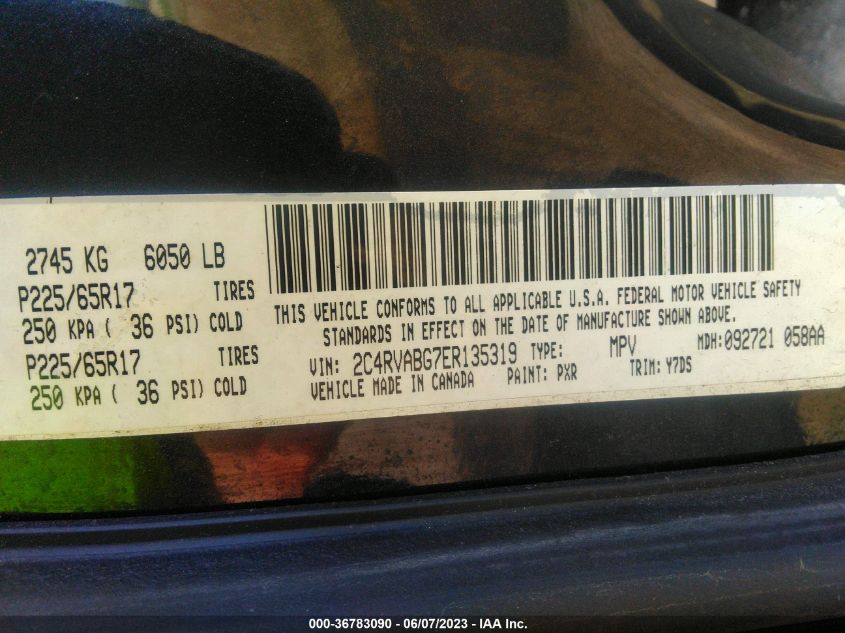 2745 KG 6050 LB
P225/65R17 TIRES
250 KPA ( 36 PSI) COLD
P225/65R17 TIRES
250 KPA ( 36 PSI) COLD
THIS VEHICLE CONFORMS TO ALL APPLICABLE U.S.A. FEDERAL MOTOR VEHICLE SAFETY
STANDARDS IN EFFECT ON THE DATE OF MANUFACTURE SHOWN ABOVE.
VIN: 2C4RVABG7ER135319 TYPE: MPV MDH: 092721 058AA
VEHICLE MADE IN CANADA PAINT: PXR TRIM: Y7DS
000-36783090 - 06/07/2023 - IAA Inc.